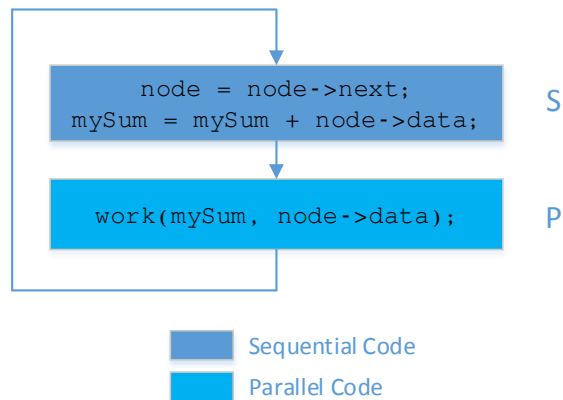 node = node->next;
mySum = mySum + node->data;
S
work(mySum, node->data);
P
Sequential Code
Parallel Code